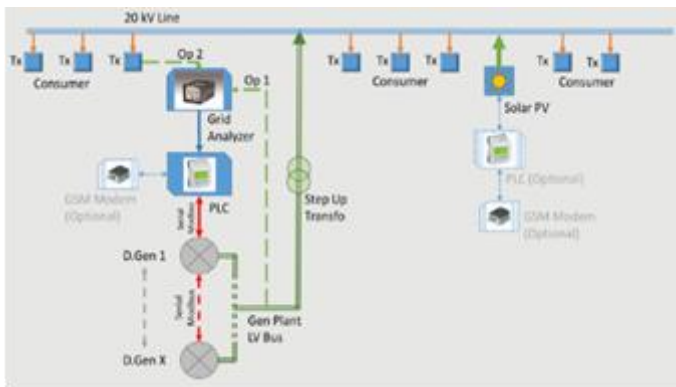 20 kV Line
Tx Tx Tx Op 2 Tx Tx Tx Tx Tx
Consumer Op 1 Consumer Solar PV Consumer
Grid
Analyzer
GSM Modem
(Optional)
PLC
Step Up
Transfo
PLC (Optional)
GSM Modem
(Optional)
Serial
Modbus
D.Gen 1
Serial
Modbus
Gen Plant
LV Bus
D.Gen X